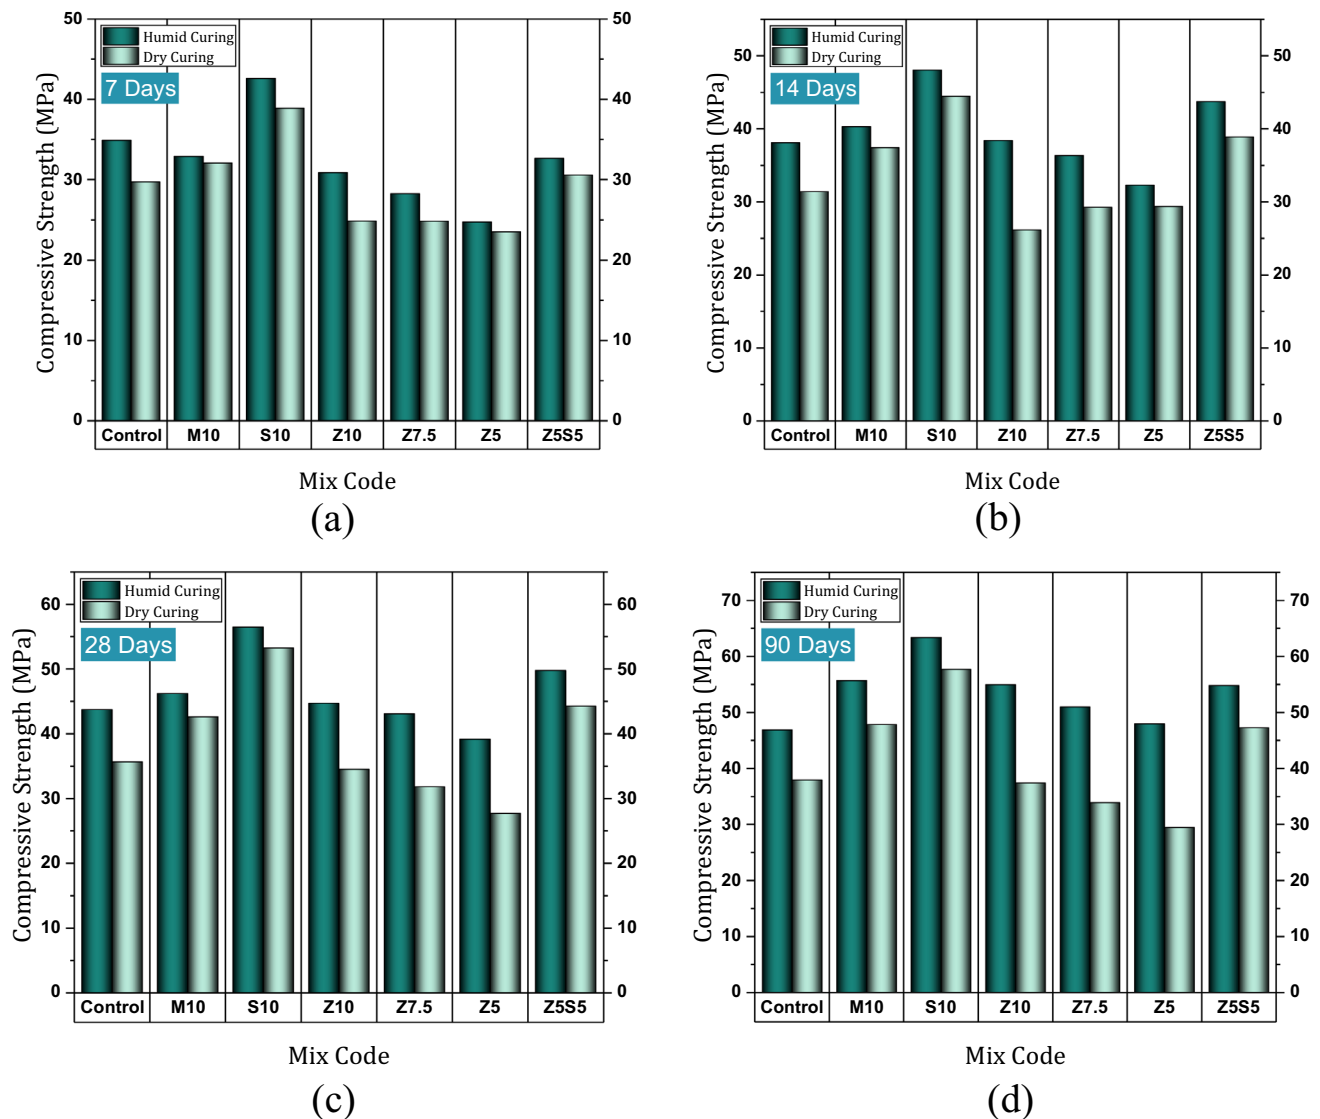 50
40
30
20
10
0
Compressive Strength (MPa)
Humid Curing
Dry Curing
7 Days
50
40
30
20
10
0
Control M10 S10 Z10 Z7.5 Z5 Z5S5
Mix Code
(a)
50
40
30
20
10
0
Compressive Strength (MPa)
Humid Curing
Dry Curing
14 Days
50
40
30
20
10
0
Control M10 S10 Z10 Z7.5 Z5 Z5S5
Mix Code
(b)
60
50
40
30
20
10
0
Compressive Strength (MPa)
Humid Curing
Dry Curing
28 Days
60
50
40
30
20
10
0
Control M10 S10 Z10 Z7.5 Z5 Z5S5
Mix Code
(c)
70
60
50
40
30
20
10
0
Compressive Strength (MPa)
Humid Curing
Dry Curing
90 Days
70
60
50
40
30
20
10
0
Control M10 S10 Z10 Z7.5 Z5 Z5S5
Mix Code
(d)